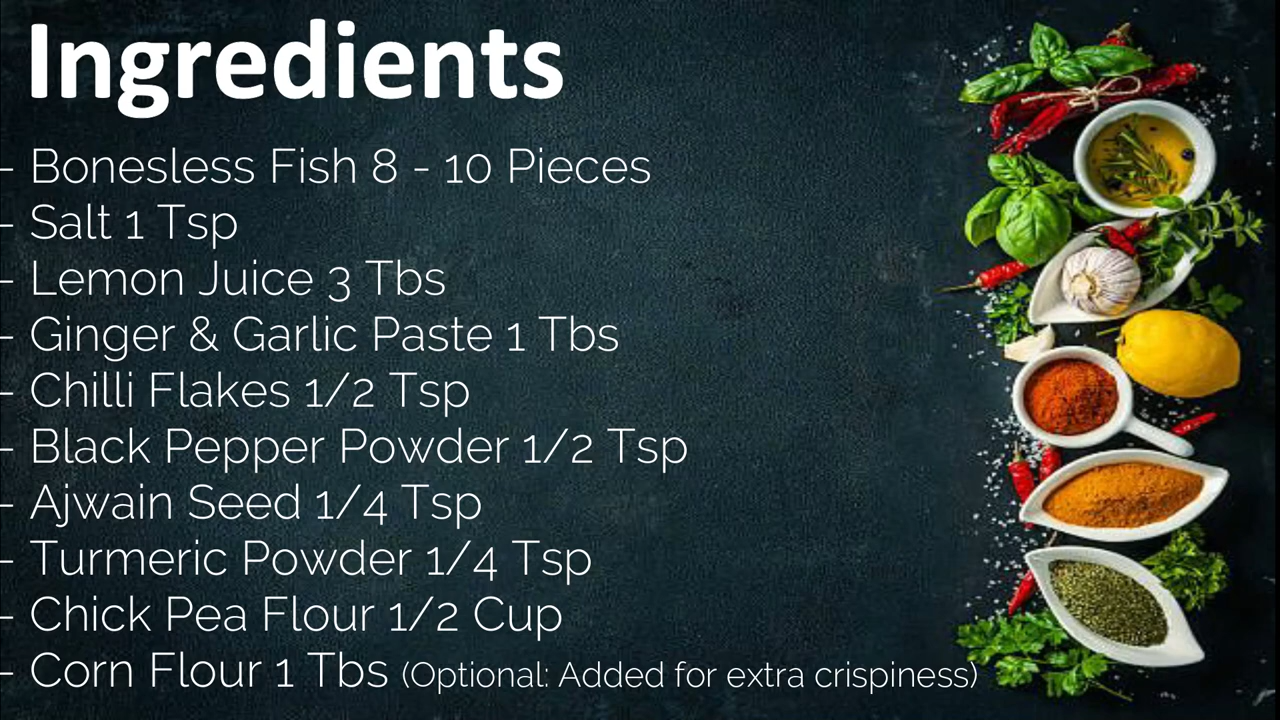 Ingredients
- Bonesless Fish 8 - 10 Pieces
- Salt 1 Tsp
- Lemon Juice 3 Tbs
- Ginger & Garlic Paste 1 Tbs
- Chilli Flakes 1/2 Tsp
- Black Pepper Powder 1/2 Tsp
- Ajwain Seed 1/4 Tsp
- Turmeric Powder 1/4 Tsp
- Chick Pea Flour 1/2 Cup
- Corn Flour 1 Tbs (Optional: Added for extra crispiness)